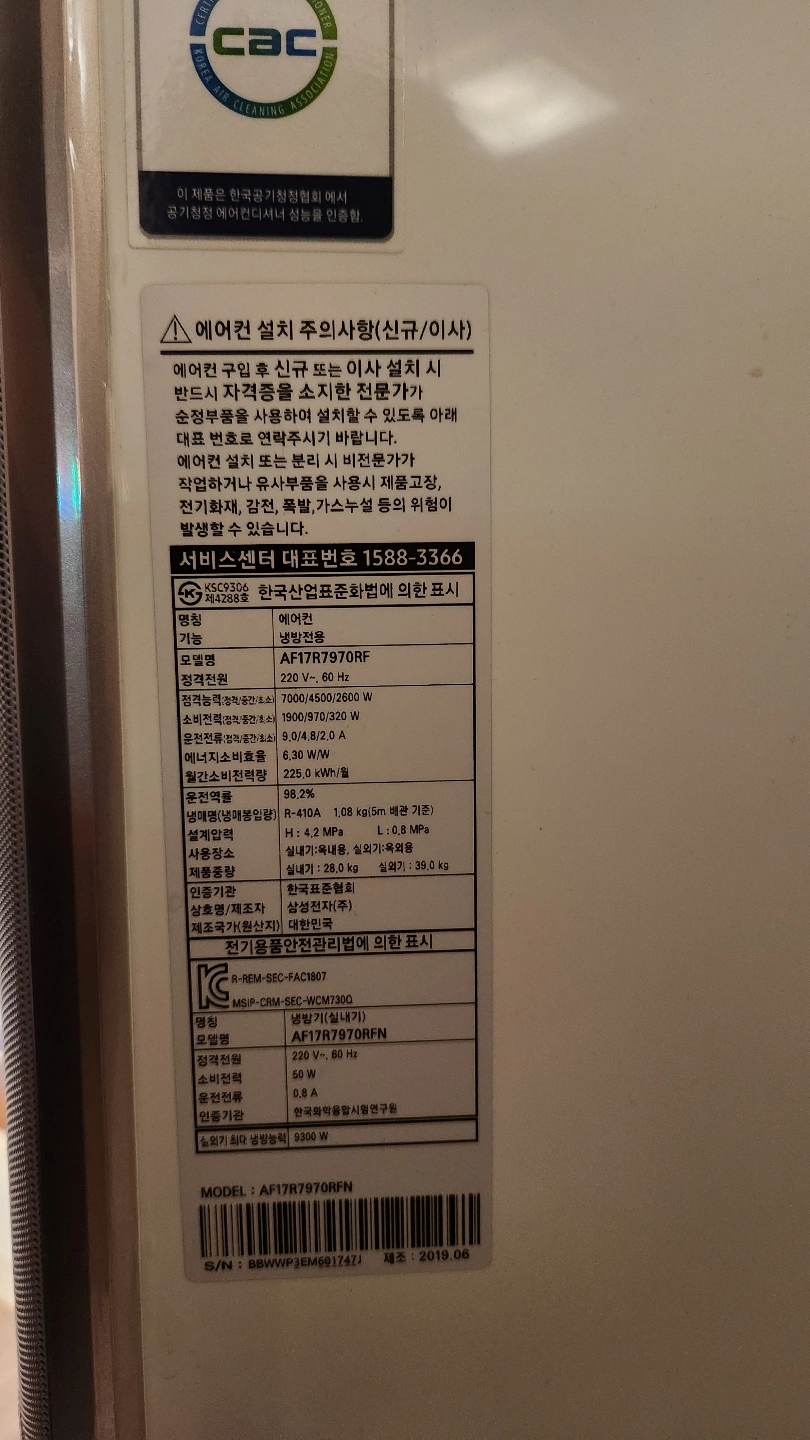 cac
KOREA AIR CLEANING ASSOCIATION
이 제품은 한국공기청정협회 에서
공기청정 에어컨디셔너 성능을 인증함.
에어컨 설치 주의사항(신규/이사)
에어컨 구입 후 신규 또는 이사 설치 시
반드시 자격증을 소지한 전문가가
순정부품을 사용하여 설치할 수 있도록 아래
대표 번호로 연락주시기 바랍니다.
에어컨 설치 또는 분리 시 비전문가가
작업하거나 유사부품을 사용시 제품고장,
전기화재, 감전, 폭발,가스누설 등의 위험이
발생할 수 있습니다.
서비스센터 대표번호 1588-3366
KSC9306
제4288호
한국산업표준화법에 의한 표시
명칭 에어컨
기능 냉방전용
모델명 AF17R7970RF
정격전원 220 V~, 60 Hz
정격능력(정격/중간/최소) 7000/4500/2600 W
소비전력(정격/중간/최소) 1900/970/320 W
운전전류(정격/중간/최소) 9.0/4.8/2.0 A
에너지소비효율 6.30 W/W
월간소비전력량 225.0 kWh/월
운전역률 98.2%
냉매명(냉매봉입량) R-410A 1.08 kg(5m 배관 기준)
설계압력 H : 4.2 MPa L : 0.8 MPa
사용장소 실내기:옥내용, 실외기:옥외용
제품중량 실내기 : 28.0 kg 실외기 : 39.0 kg
인증기관 한국표준협회
상호명/제조자 삼성전자(주)
제조국가(원산지) 대한민국
전기용품안전관리법에 의한 표시
R-REM-SEC-FAC1807
MSIP-CRM-SEC-WCM730Q
명칭 냉방기(실내기)
모델명 AF17R7970RFN
정격전원 220 V~, 60 Hz
소비전력 50 W
운전전류 0.8 A
인증기관 한국화학융합시험연구원
실외기 최대 냉방능력 9300 W
MODEL : AF17R7970RFN
S/N : BBWWP3EM601747J 제조 : 2019.06